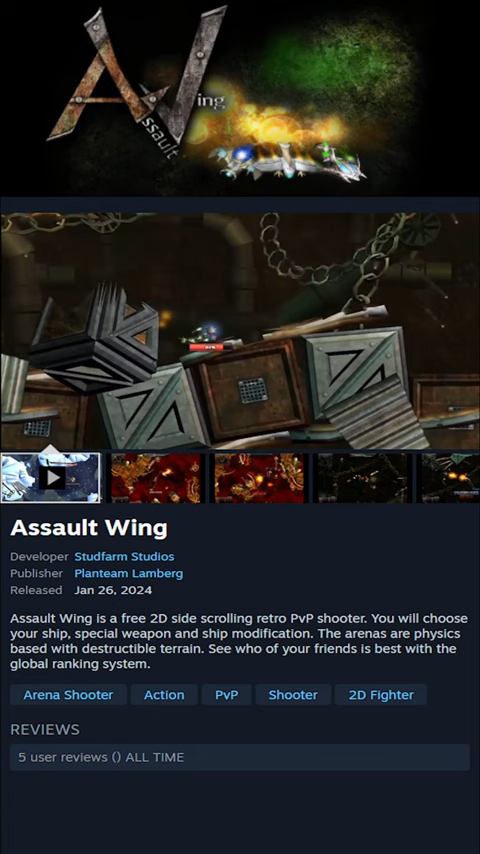 A Wing
Assault
Assault Wing
Developer Studfarm Studios
Publisher Planteam Lamberg
Released Jan 26, 2024
Assault Wing is a free 2D side scrolling retro PvP shooter. You will choose
your ship, special weapon and ship modification. The arenas are physics
based with destructible terrain. See who of your friends is best with the
global ranking system.
Arena Shooter Action PvP Shooter 2D Fighter
REVIEWS
5 user reviews () ALL TIME